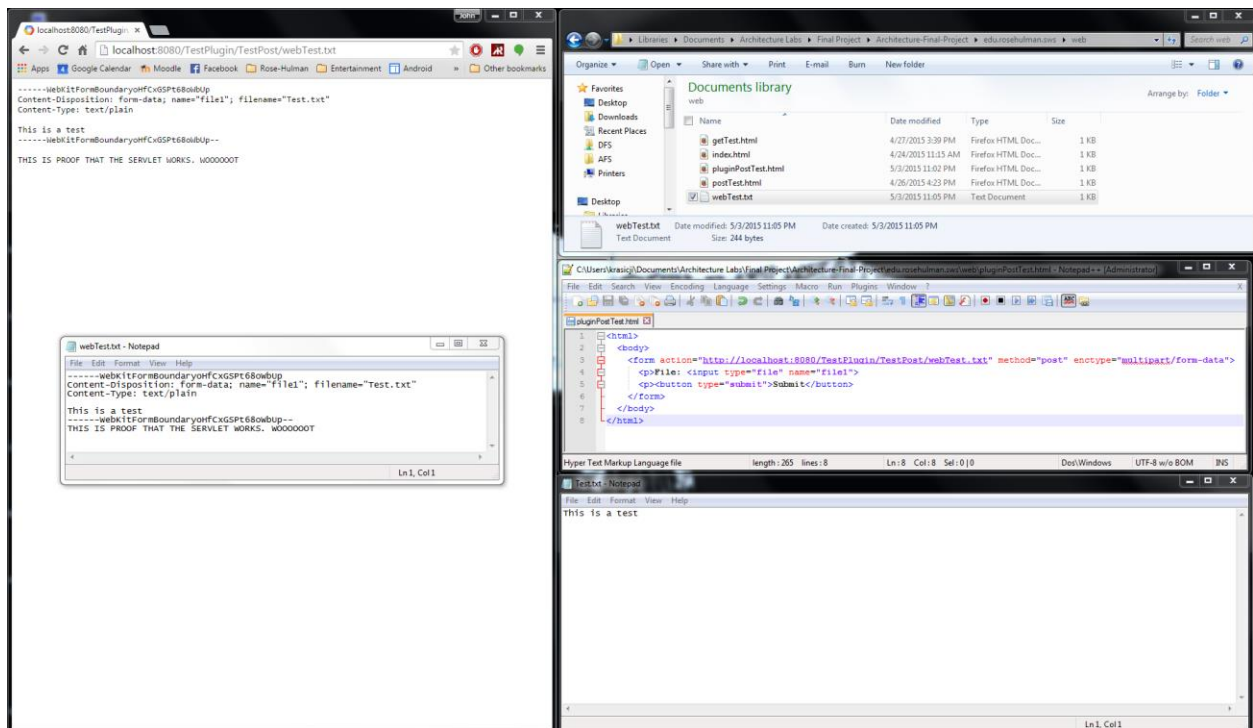 John
localhost:8080/TestPlugin
localhost:8080/TestPlugin/TestPost/webTest.txt
Apps Google Calendar Moodle Facebook Rose-Hulman Entertainment Android » Other bookmarks
------WebKitFormBoundaryoHfCxGSPt68oWbUp
Content-Disposition: form-data; name="file1"; filename="Test.txt"
Content-Type: text/plain
This is a test
------WebKitFormBoundaryoHfCxGSPt68oWbUp--
THIS IS PROOF THAT THE SERVLET WORKS. WOOOOOOT
webTest.txt - Notepad
File Edit Format View Help
------WebKitFormBoundaryoHfCxGSPt68oWbUp
Content-Disposition: form-data; name="file1"; filename="Test.txt"
Content-Type: text/plain
This is a test
------WebKitFormBoundaryoHfCxGSPt68oWbUp--
THIS IS PROOF THAT THE SERVLET WORKS. WOOOOOOT
Ln 1, Col 1
Libraries Documents Architecture Labs Final Project Architecture-Final-Project edu.rosehulman.sws web Search web
Organize Open Share with Print E-mail Burn New folder
Favorites
Desktop
Downloads
Recent Places
DFS
AFS
Printers
Desktop
Documents library
web
Arrange by: Folder
Name Date modified Type Size
getTest.html 4/27/2015 3:39 PM Firefox HTML Doc... 1 KB
index.html 4/24/2015 11:15 AM Firefox HTML Doc... 1 KB
pluginPostTest.html 5/3/2015 11:02 PM Firefox HTML Doc... 1 KB
postTest.html 4/26/2015 4:23 PM Firefox HTML Doc... 1 KB
webTest.txt 5/3/2015 11:05 PM Text Document 1 KB
webTest.txt Date modified: 5/3/2015 11:05 PM Date created: 5/3/2015 11:05 PM
Text Document Size: 244 bytes
C:\Users\krasicj\Documents\Architecture Labs\Final Project\Architecture-Final-Project\edu.rosehulman.sws\web\pluginPostTest.html - Notepad++ [Administrator]
File Edit Search View Encoding Language Settings Macro Run Plugins Window ? X
pluginPostTest.html
1 <html>
2 <body>
3 <form action="http://localhost:8080/TestPlugin/TestPost/webTest.txt" method="post" enctype="multipart/form-data">
4 <p>File: <input type="file" name="file1">
5 <p><button type="submit">Submit</button>
6 </form>
7 </body>
8 </html>
Hyper Text Markup Language file length : 265 lines : 8 Ln : 8 Col : 8 Sel : 0 | 0 Dos\Windows UTF-8 w/o BOM INS
Test.txt - Notepad
File Edit Format View Help
This is a test
Ln 1, Col 1